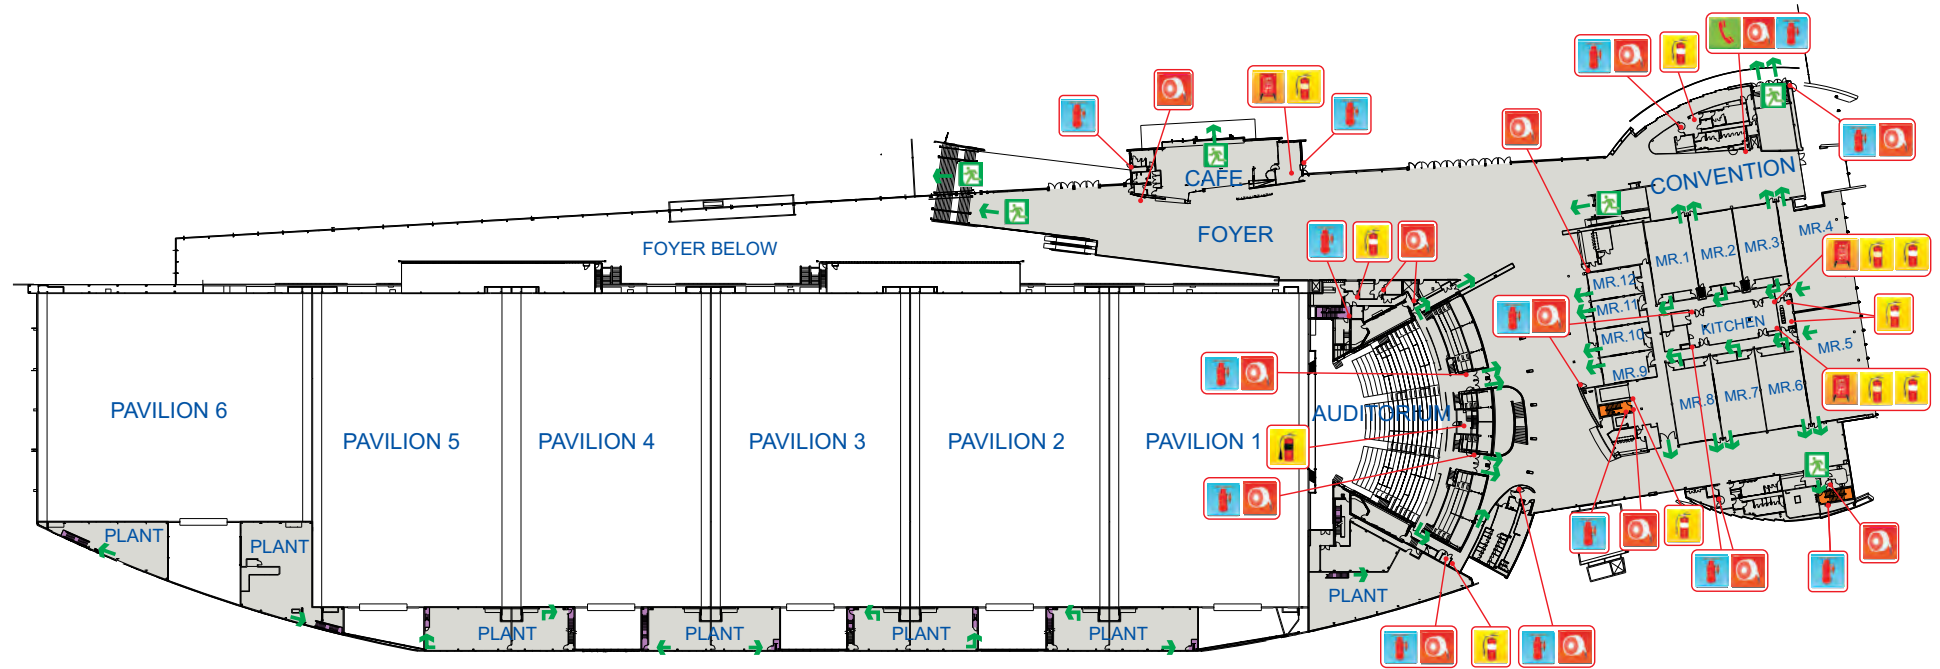 CONVENTION
CAFE
FOYER
FOYER BELOW
MR.1
MR.2
MR.3
MR.4
MR.12
MR.11
MR.10
MR.9
KITCHEN
MR.5
MR.8
MR.7
MR.6
PAVILION 6
PAVILION 5
PAVILION 4
PAVILION 3
PAVILION 2
PAVILION 1
AUDITORIUM
PLANT
PLANT
PLANT
PLANT
PLANT
PLANT
PLANT